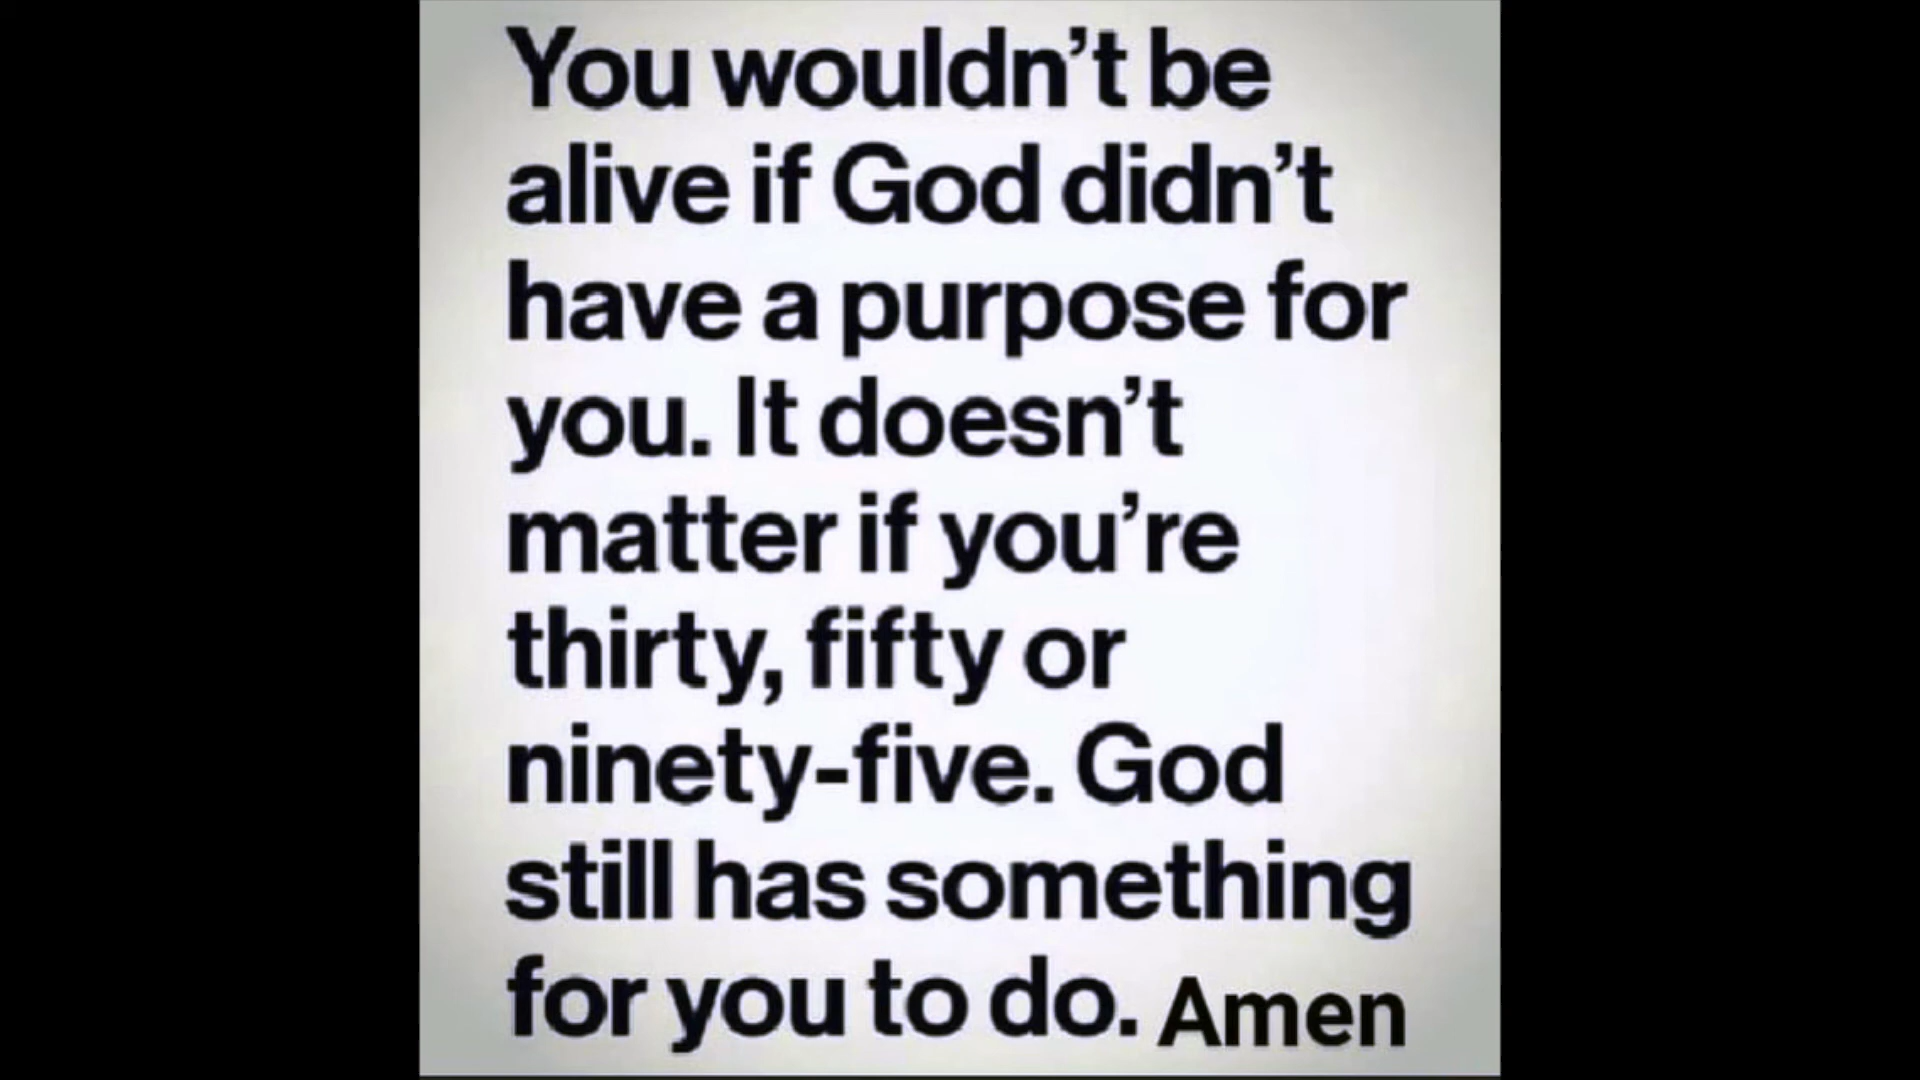 You wouldn’t be
alive if God didn’t
have a purpose for
you. It doesn’t
matter if you’re
thirty, fifty or
ninety-five. God
still has something
for you to do. Amen